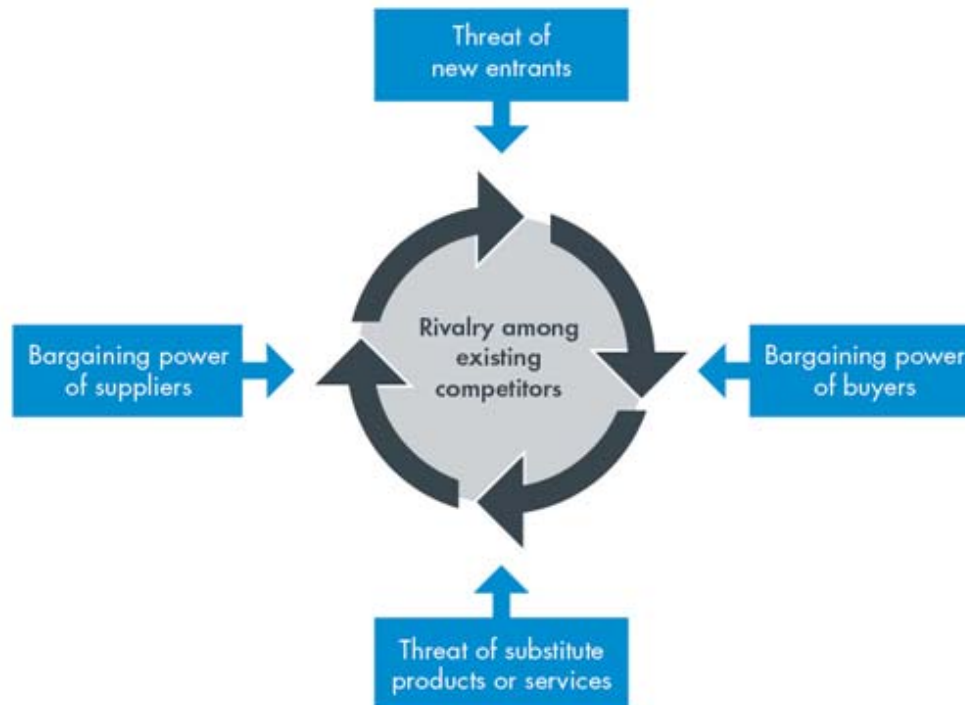 Threat of
new entrants
Rivalry among
existing
competitors
Bargaining power
of suppliers
Bargaining power
of buyers
Threat of substitute
products or services